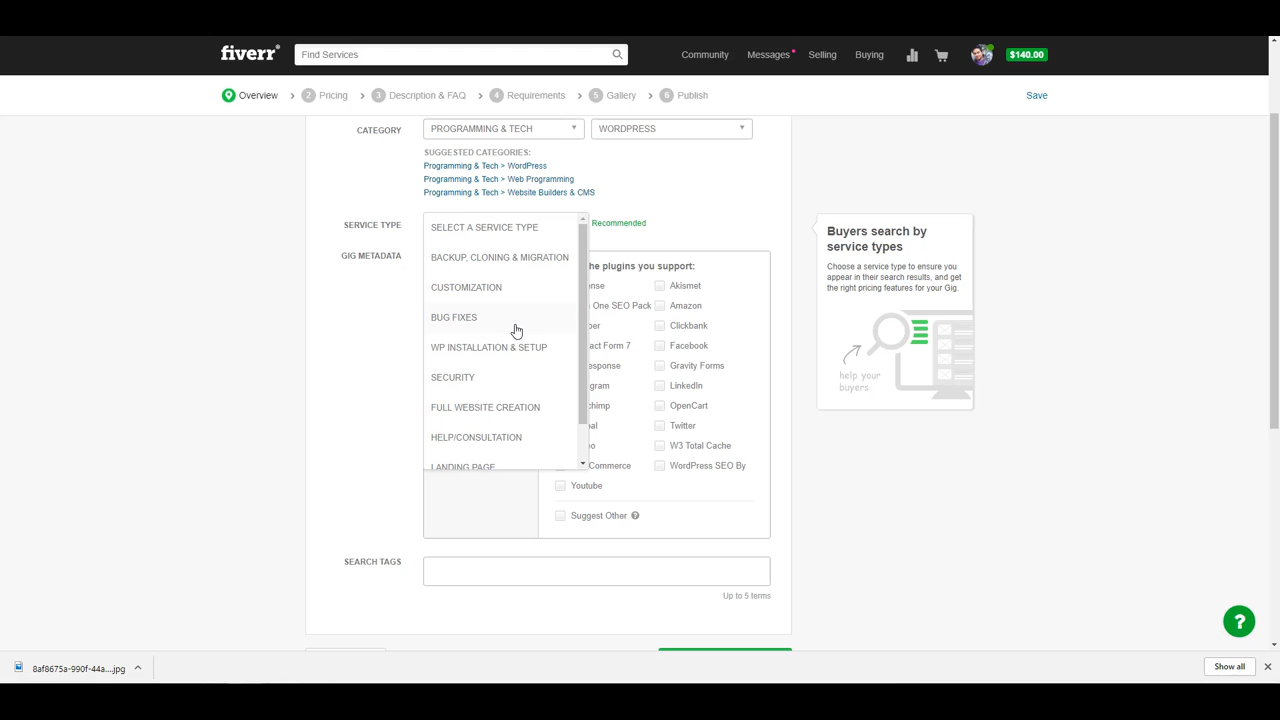 fiverr®
Find Services
Community
Messages
Selling
Buying
$140.00
Overview
2 Pricing
3 Description & FAQ
4 Requirements
5 Gallery
6 Publish
Save
CATEGORY
PROGRAMMING & TECH
WORDPRESS
SUGGESTED CATEGORIES:
Programming & Tech > WordPress
Programming & Tech > Web Programming
Programming & Tech > Website Builders & CMS
SERVICE TYPE
SELECT A SERVICE TYPE
BACKUP, CLONING & MIGRATION
CUSTOMIZATION
BUG FIXES
WP INSTALLATION & SETUP
SECURITY
FULL WEBSITE CREATION
HELP/CONSULTATION
LANDING PAGE
Recommended
GIG METADATA
he plugins you support:
nse
Akismet
One SEO Pack
Amazon
per
Clickbank
act Form 7
Facebook
esponse
Gravity Forms
gram
LinkedIn
chimp
OpenCart
al
Twitter
o
W3 Total Cache
Commerce
WordPress SEO By
Youtube
Suggest Other ?
SEARCH TAGS
Up to 5 terms
Buyers search by
service types
Choose a service type to ensure you
appear in their search results, and get
the right pricing features for your Gig.
help your
buyers
?
8af8675a-990f-44a....jpg
Show all